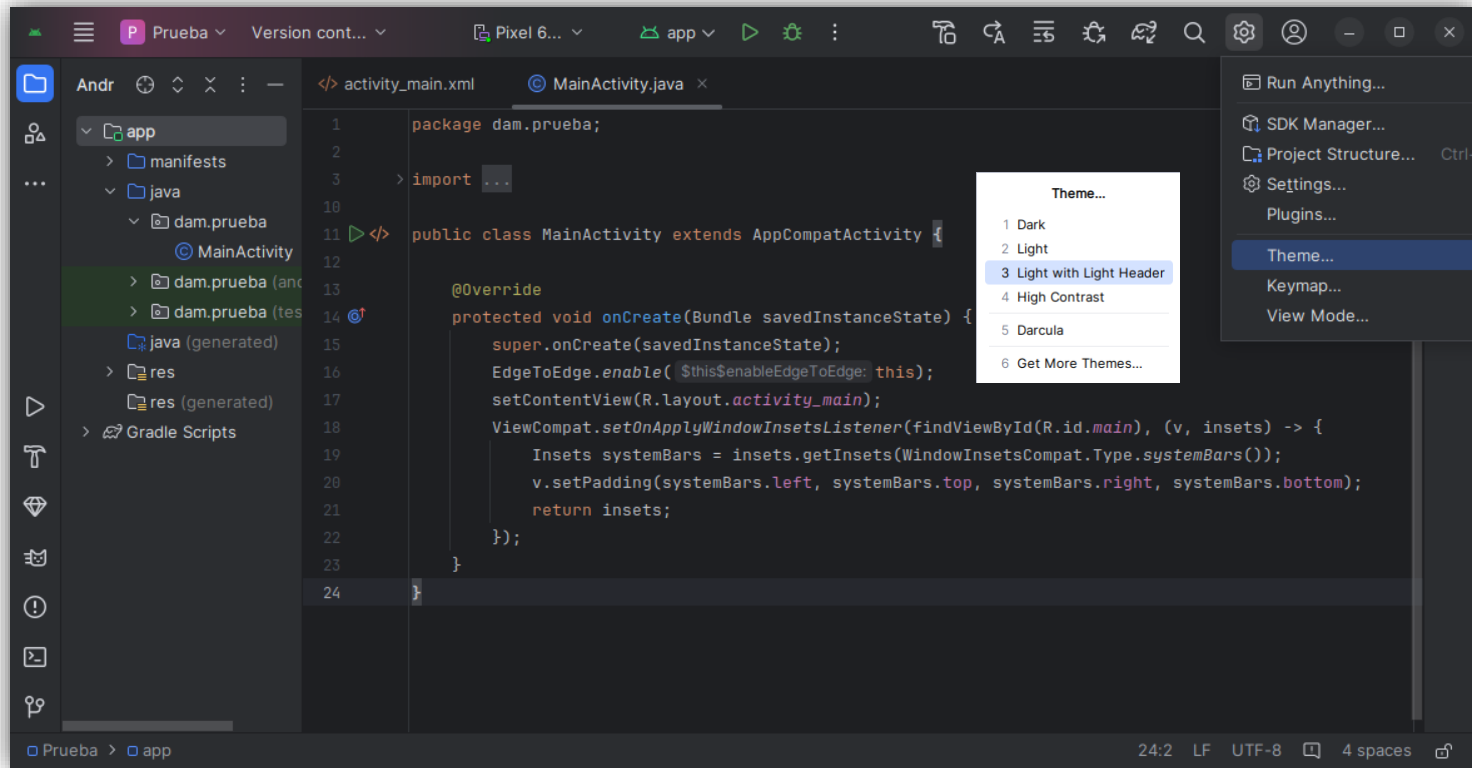 P Prueba Version cont... Pixel 6... app
Andr
app
manifests
java
dam.prueba
MainActivity
dam.prueba (anc
dam.prueba (tes
java (generated)
res
res (generated)
Gradle Scripts
activity_main.xml MainActivity.java
1 package dam.prueba;
2
3 import ...
10
11 public class MainActivity extends AppCompatActivity {
12
13 @Override
14 protected void onCreate(Bundle savedInstanceState) {
15 super.onCreate(savedInstanceState);
16 EdgeToEdge.enable( $this$enableEdgeToEdge: this);
17 setContentView(R.layout.activity_main);
18 ViewCompat.setOnApplyWindowInsetsListener(findViewById(R.id.main), (v, insets) -> {
19 Insets systemBars = insets.getInsets(WindowInsetsCompat.Type.systemBars());
20 v.setPadding(systemBars.left, systemBars.top, systemBars.right, systemBars.bottom);
21 return insets;
22 });
23 }
24 }
Theme...
1 Dark
2 Light
3 Light with Light Header
4 High Contrast
5 Darcula
6 Get More Themes...
Run Anything...
SDK Manager...
Project Structure... Ctrl-
Settings...
Plugins...
Theme...
Keymap...
View Mode...
Prueba > app
24:2 LF UTF-8 4 spaces